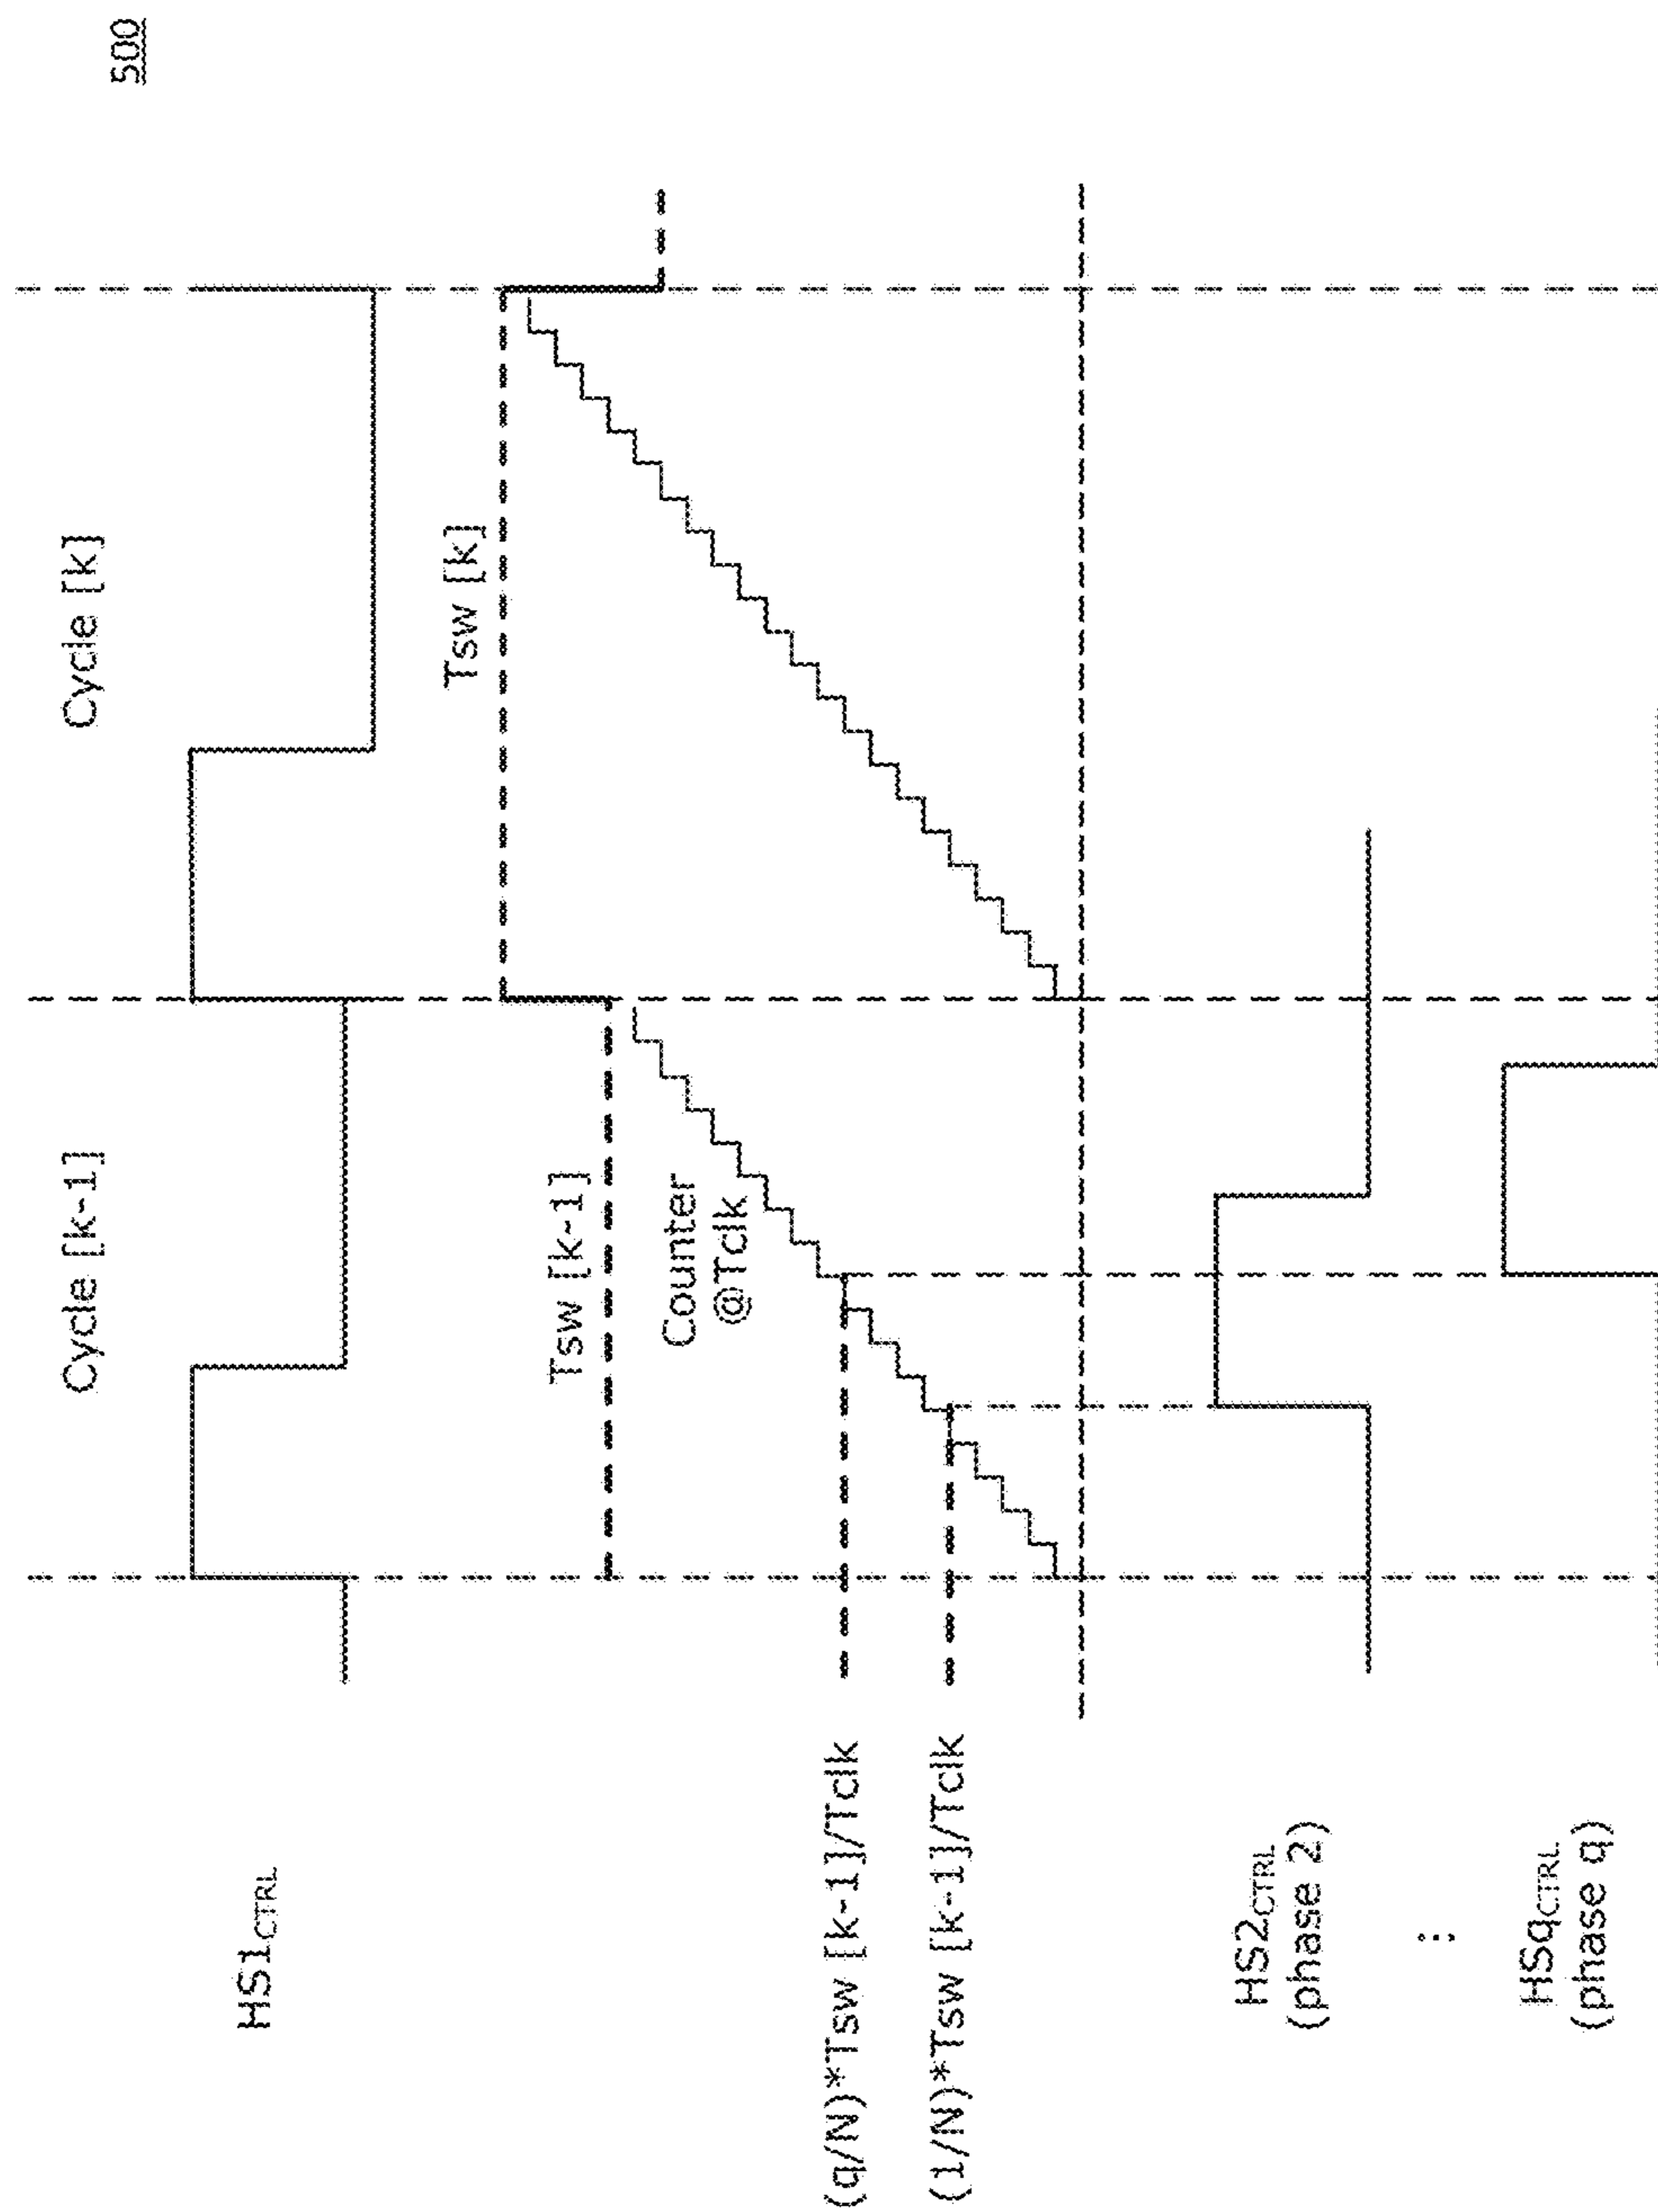 500
Cycle [k-1]
Cycle [k]
HS1CTRL
Tsw [k]
Tsw [k-1]
Counter
@Tclk
(q/N)*Tsw [k-1]/Tclk
(1/N)*Tsw [k-1]/Tclk
HS2CTRL
(phase 2)
⋮
HSqCTRL
(phase q)